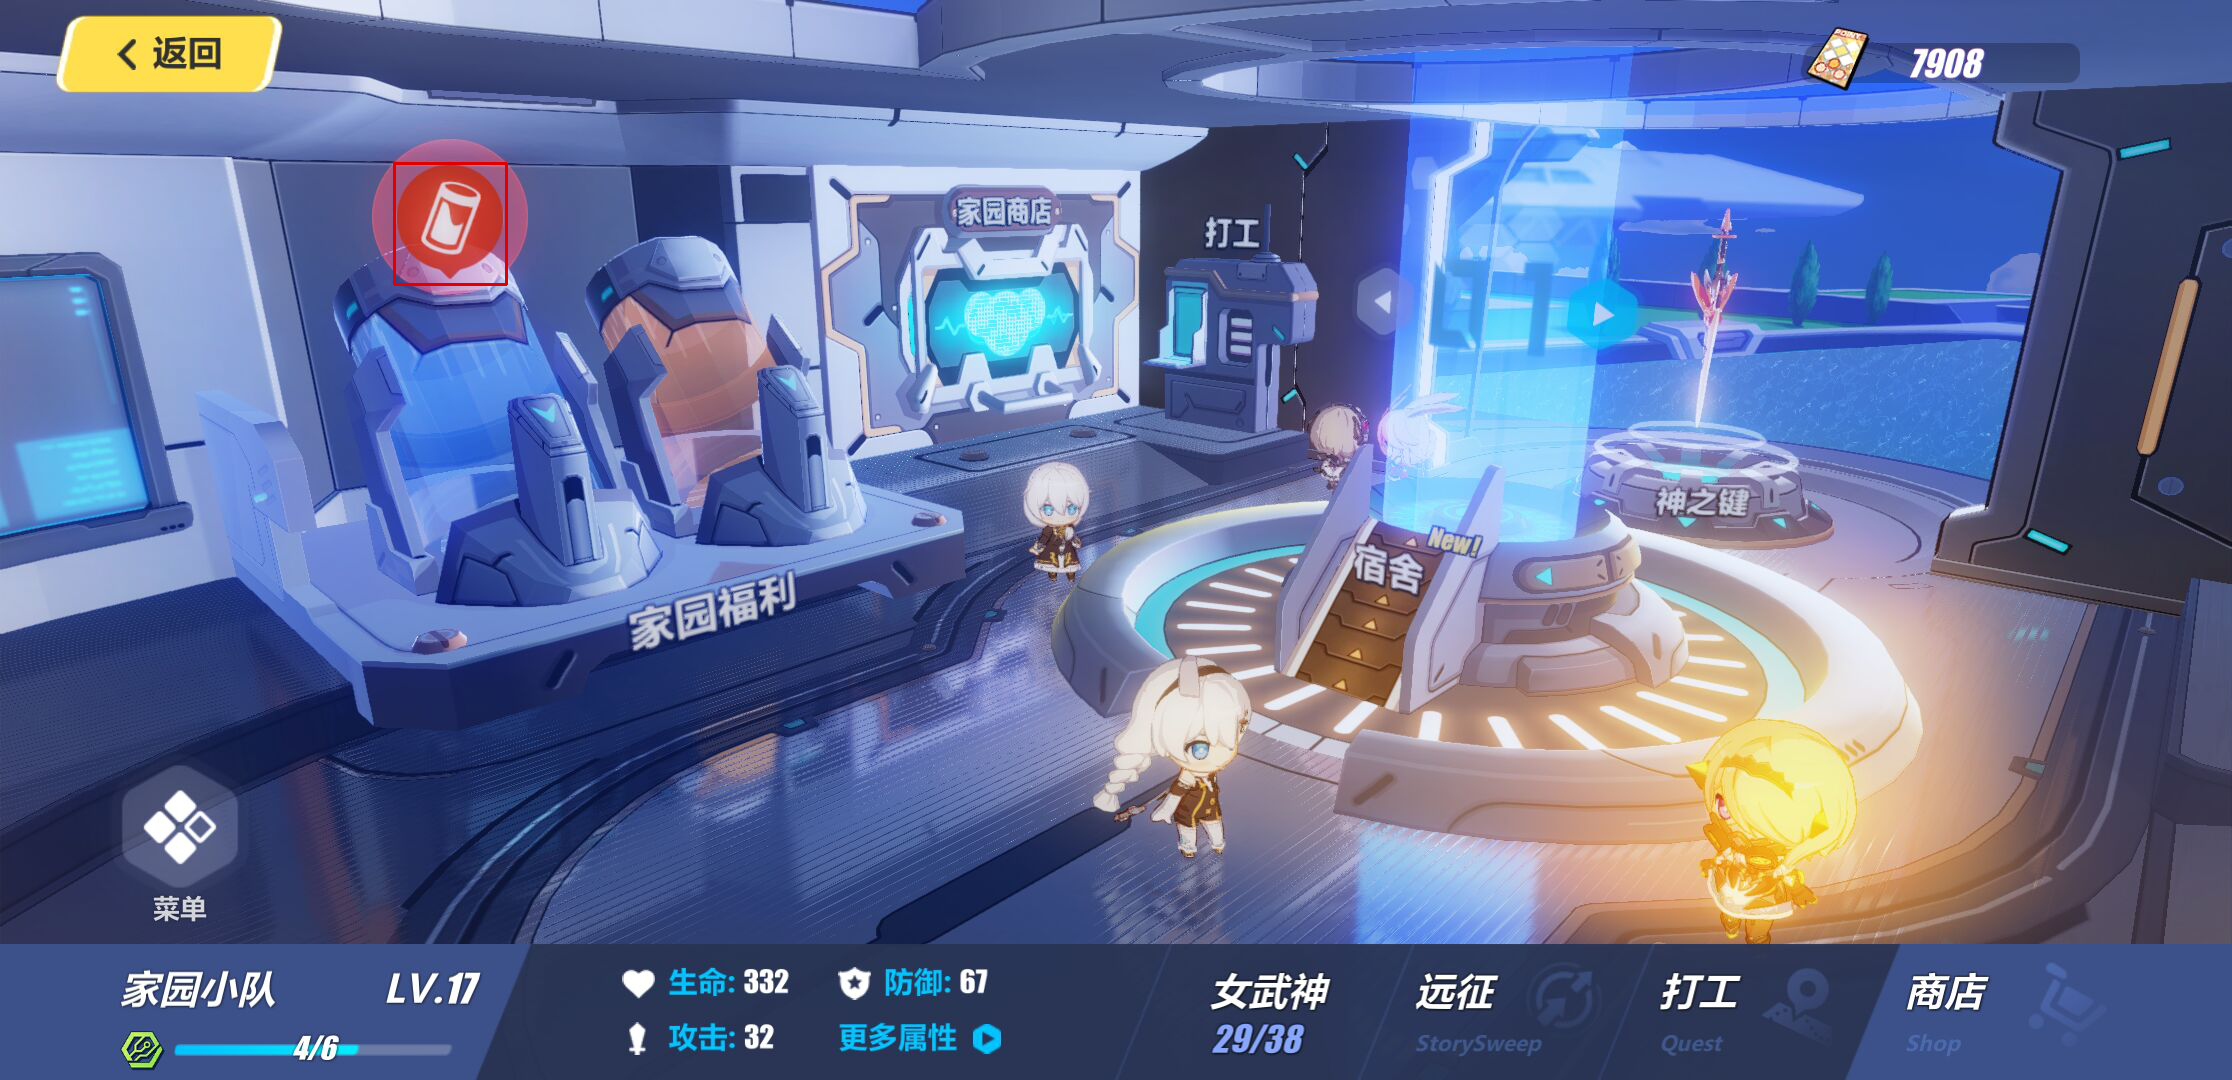 返回
7908
家园商店
打工
神之键
New!
宿舍
家园福利
菜单
家园小队 LV.17
4/6
生命: 332
防御: 67
攻击: 32
更多属性
女武神
29/38
远征
StorySweep
打工
Quest
商店
Shop